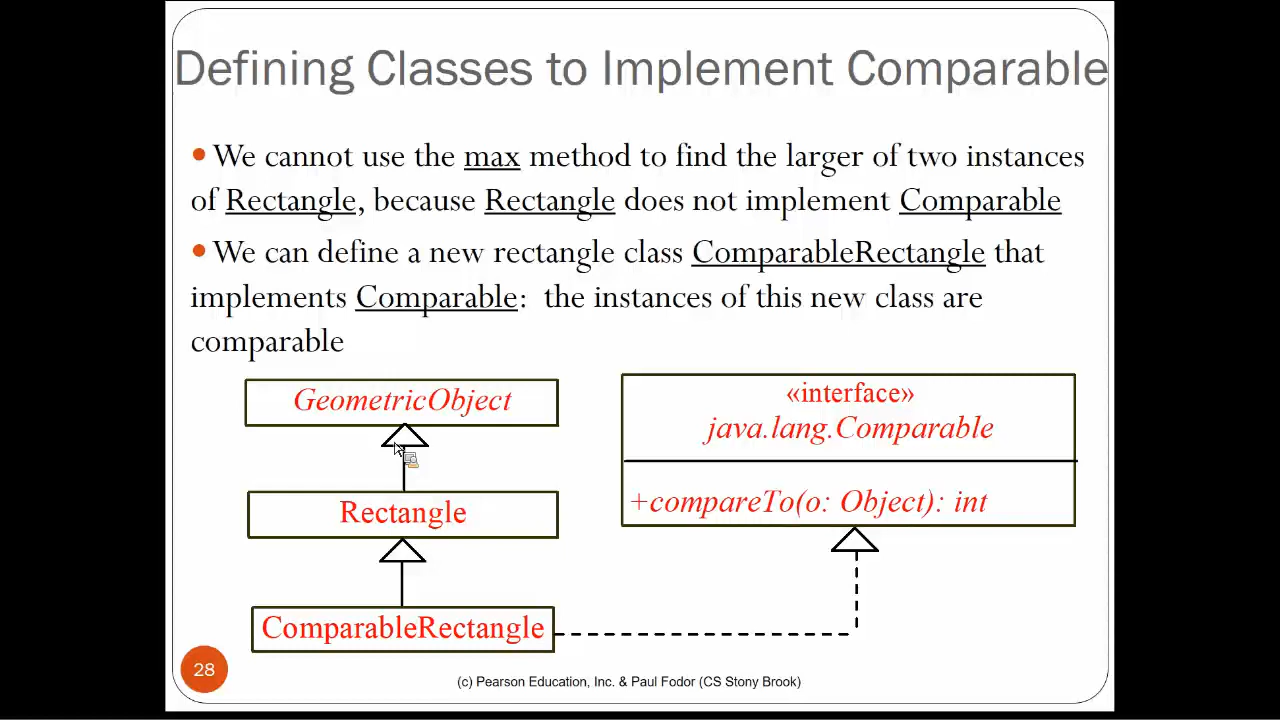 Defining Classes to Implement Comparable
We cannot use the max method to find the larger of two instances
of Rectangle, because Rectangle does not implement Comparable
We can define a new rectangle class ComparableRectangle that
implements Comparable: the instances of this new class are
comparable
GeometricObject
Rectangle
ComparableRectangle
«interface»
java.lang.Comparable
+compareTo(o: Object): int
28
(c) Pearson Education, Inc. & Paul Fodor (CS Stony Brook)